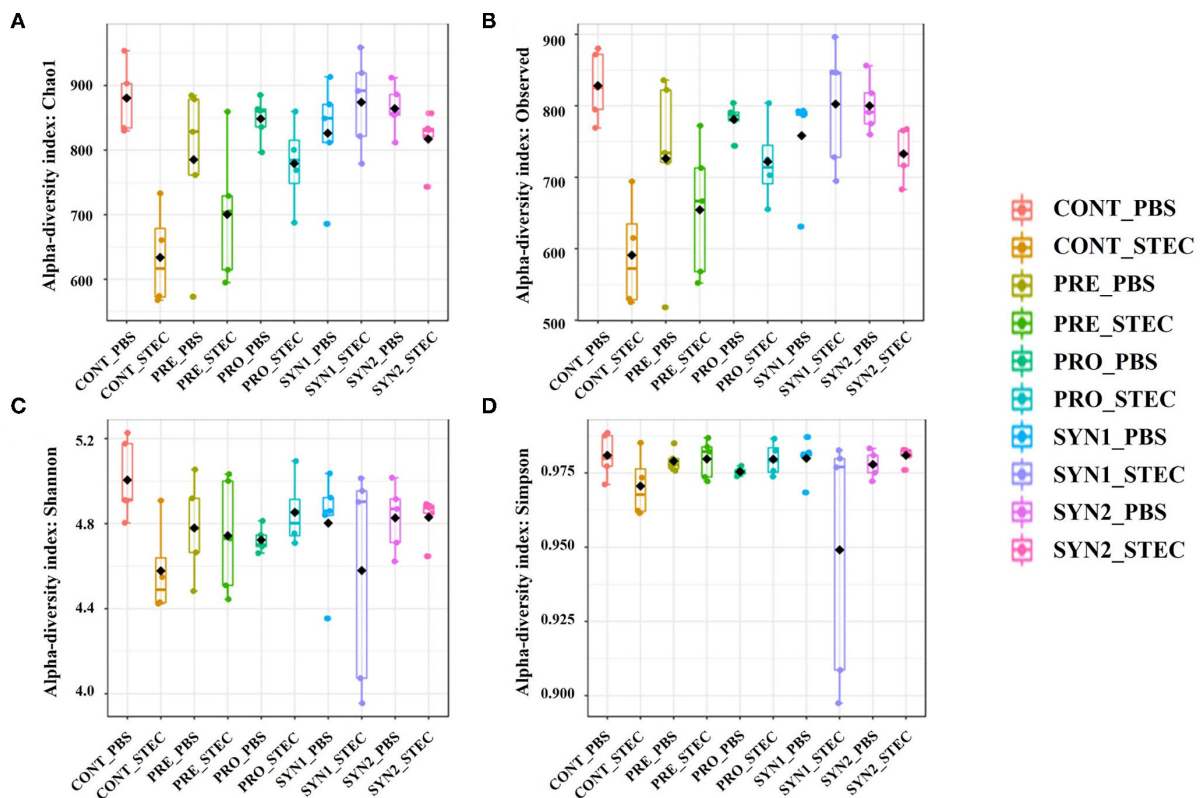 A
Alpha-diversity index: Chao1
900
800
700
600
CONT_PBS
CONT_STEC
PRE_PBS
PRE_STEC
PRO_PBS
PRO_STEC
SYN1_PBS
SYN1_STEC
SYN2_PBS
SYN2_STEC
B
Alpha-diversity index: Observed
900
800
700
600
500
CONT_PBS
CONT_STEC
PRE_PBS
PRE_STEC
PRO_PBS
PRO_STEC
SYN1_PBS
SYN1_STEC
SYN2_PBS
SYN2_STEC
C
Alpha-diversity index: Shannon
5.2
4.8
4.4
4.0
CONT_PBS
CONT_STEC
PRE_PBS
PRE_STEC
PRO_PBS
PRO_STEC
SYN1_PBS
SYN1_STEC
SYN2_PBS
SYN2_STEC
D
Alpha-diversity index: Simpson
0.975
0.950
0.925
0.900
CONT_PBS
CONT_STEC
PRE_PBS
PRE_STEC
PRO_PBS
PRO_STEC
SYN1_PBS
SYN1_STEC
SYN2_PBS
SYN2_STEC
CONT_PBS
CONT_STEC
PRE_PBS
PRE_STEC
PRO_PBS
PRO_STEC
SYN1_PBS
SYN1_STEC
SYN2_PBS
SYN2_STEC